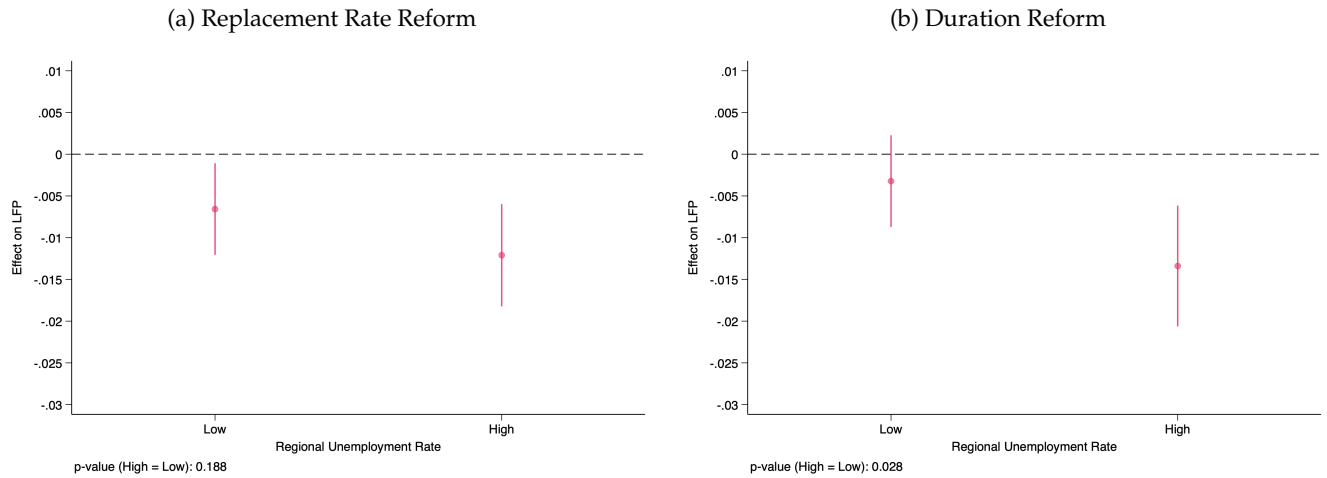 (a) Replacement Rate Reform
.01
.005
0
-.005
-.01
-.015
-.02
-.025
-.03
Effect on LFP
Low
High
Regional Unemployment Rate
p-value (High = Low): 0.188
(b) Duration Reform
.01
.005
0
-.005
-.01
-.015
-.02
-.025
-.03
Effect on LFP
Low
High
Regional Unemployment Rate
p-value (High = Low): 0.028